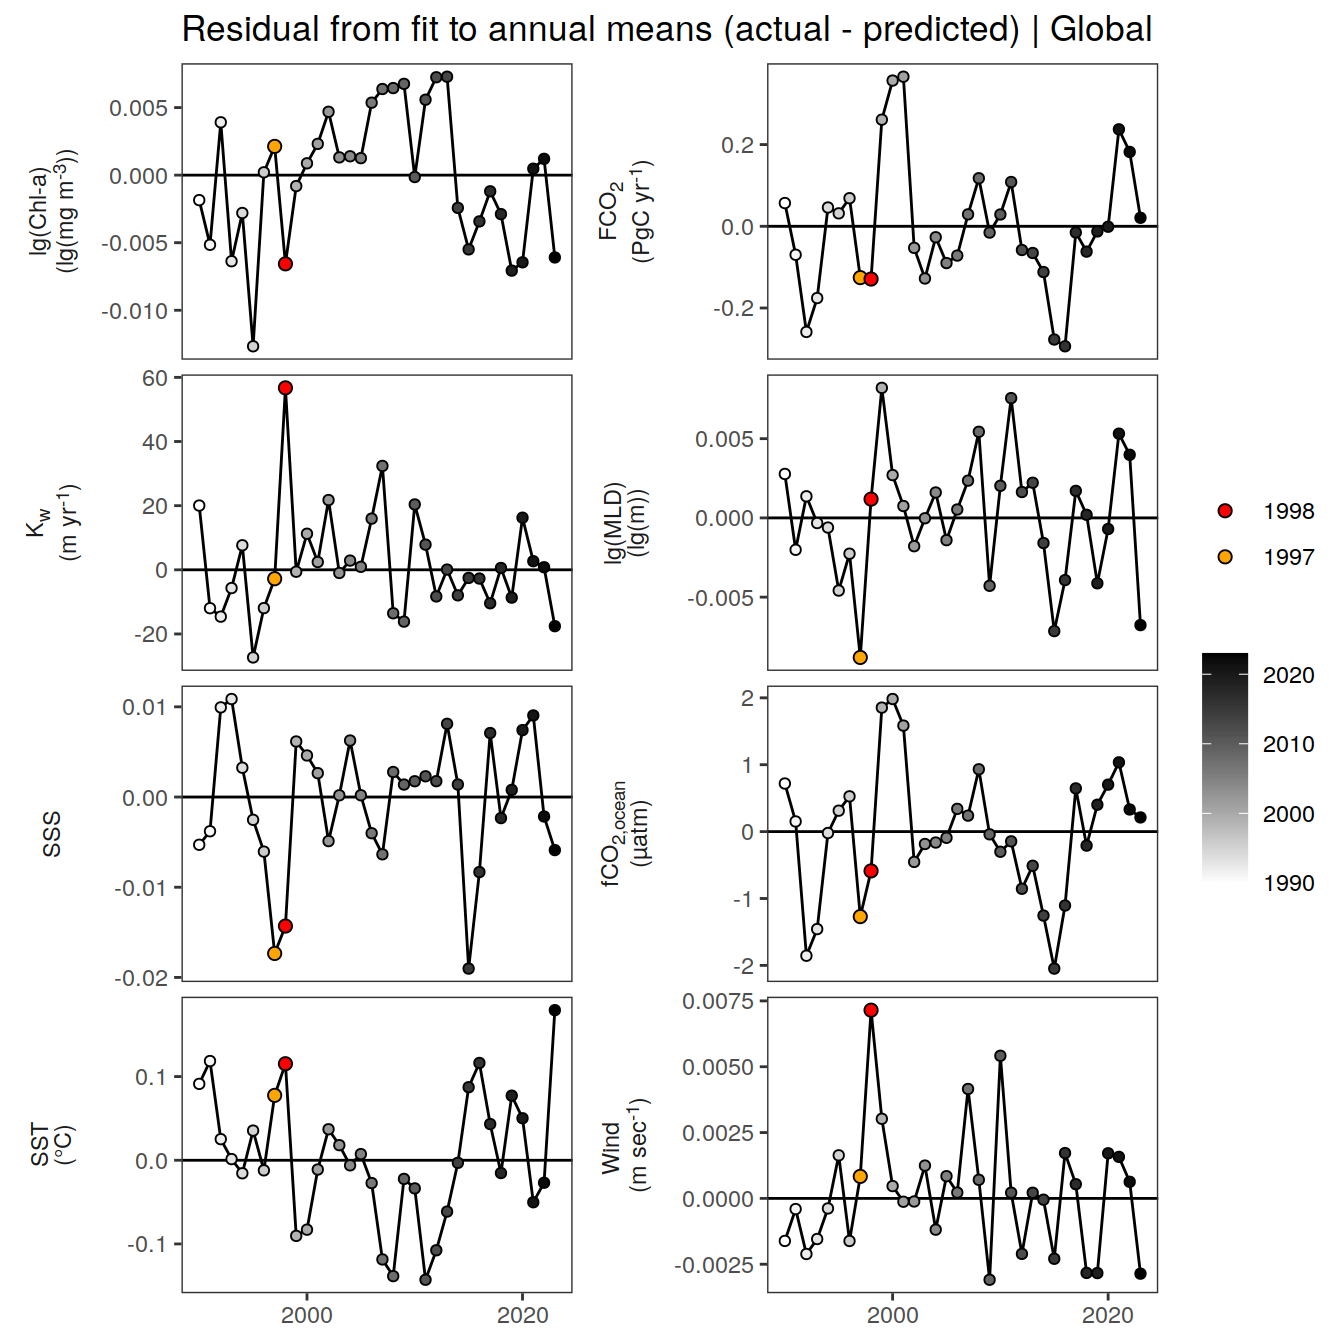 Residual from fit to annual means (actual - predicted) | Global
lg(Chl-a)
(lg(mg m⁻³))
0.005
0.000
-0.005
-0.010
FCO₂
(PgC yr⁻¹)
0.2
0.0
-0.2
K_w
(m yr⁻¹)
60
40
20
0
-20
lg(MLD)
(lg(m))
0.005
0.000
-0.005
SSS
0.01
0.00
-0.01
-0.02
fCO₂,ocean
(µatm)
2
1
0
-1
-2
SST
(°C)
0.1
0.0
-0.1
2000 2020
Wind
(m sec⁻¹)
0.0075
0.0050
0.0025
0.0000
-0.0025
2000 2020
1998
1997
2020
2010
2000
1990